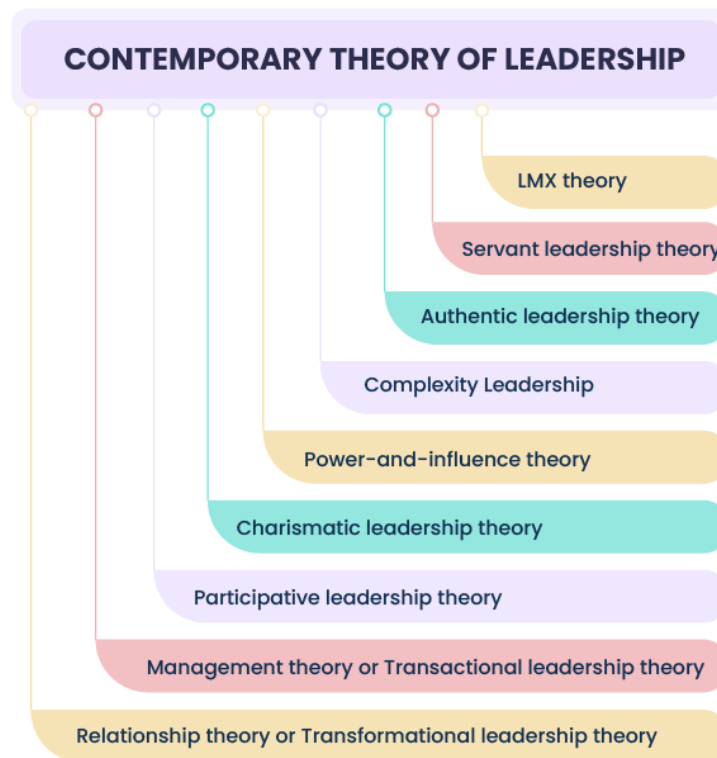 CONTEMPORARY THEORY OF LEADERSHIP
LMX theory
Servant leadership theory
Authentic leadership theory
Complexity Leadership
Power-and-influence theory
Charismatic leadership theory
Participative leadership theory
Management theory or Transactional leadership theory
Relationship theory or Transformational leadership theory